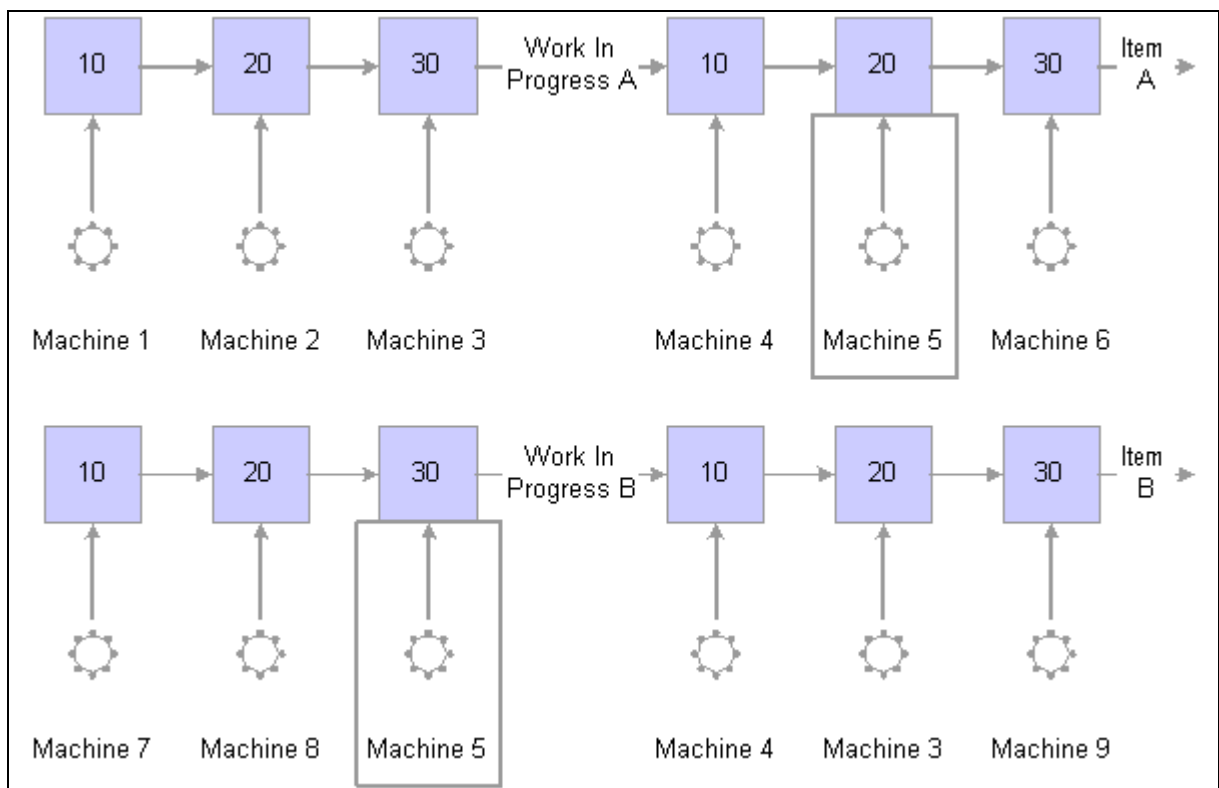 10 20 30 Work In Progress A 10 20 30 Item A
Machine 1 Machine 2 Machine 3 Machine 4 Machine 5 Machine 6
10 20 30 Work In Progress B 10 20 30 Item B
Machine 7 Machine 8 Machine 5 Machine 4 Machine 3 Machine 9